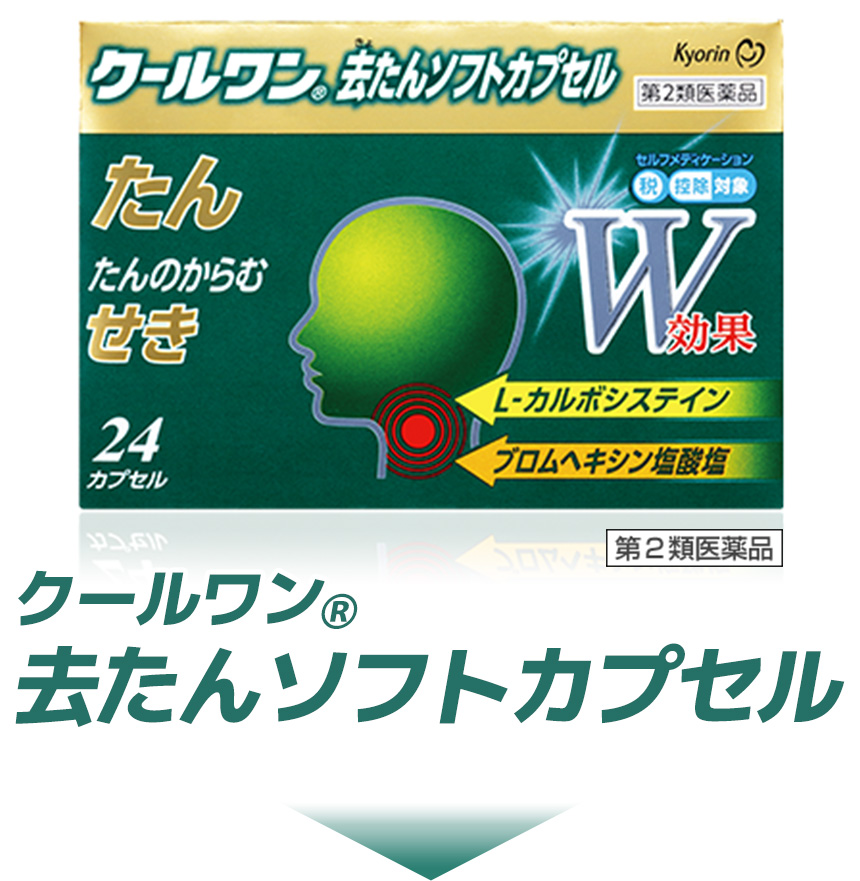 クールワン® 去たんソフトカプセル
Kyorin
第2類医薬品
たん
たんのからむ
せき
24
カプセル
セルフメディケーション
税 控除 対象
W
効果
L-カルボシステイン
ブロムヘキシン塩酸塩
第2類医薬品
クールワン®
去たんソフトカプセル